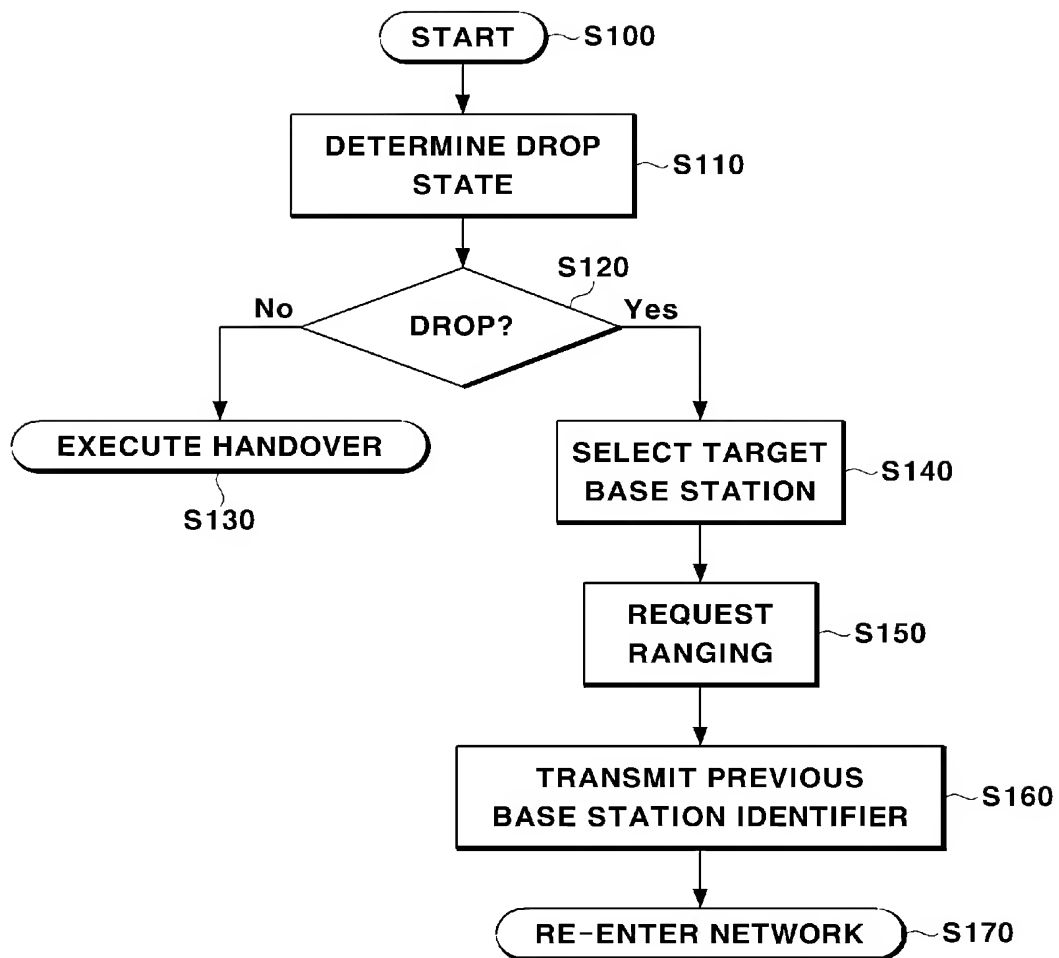 START
S100
DETERMINE DROP
STATE
S110
S120
No
DROP?
Yes
EXECUTE HANDOVER
S130
SELECT TARGET
BASE STATION
S140
REQUEST
RANGING
S150
TRANSMIT PREVIOUS
BASE STATION IDENTIFIER
S160
RE-ENTER NETWORK
S170